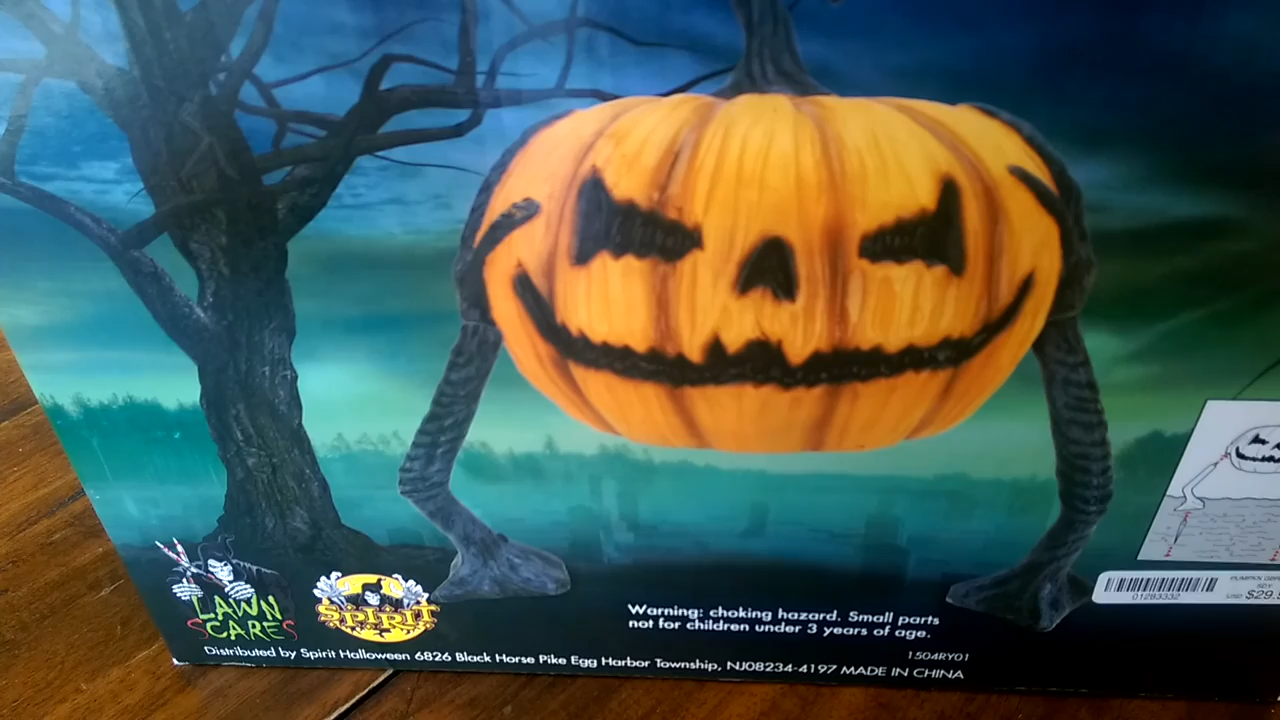 LAWN
SCARES
SPIRIT
Warning: choking hazard. Small parts
not for children under 3 years of age.
1504RY01
Distributed by Spirit Halloween 6826 Black Horse Pike Egg Harbor Township, NJ08234-4197 MADE IN CHINA
01283332
USD $29.